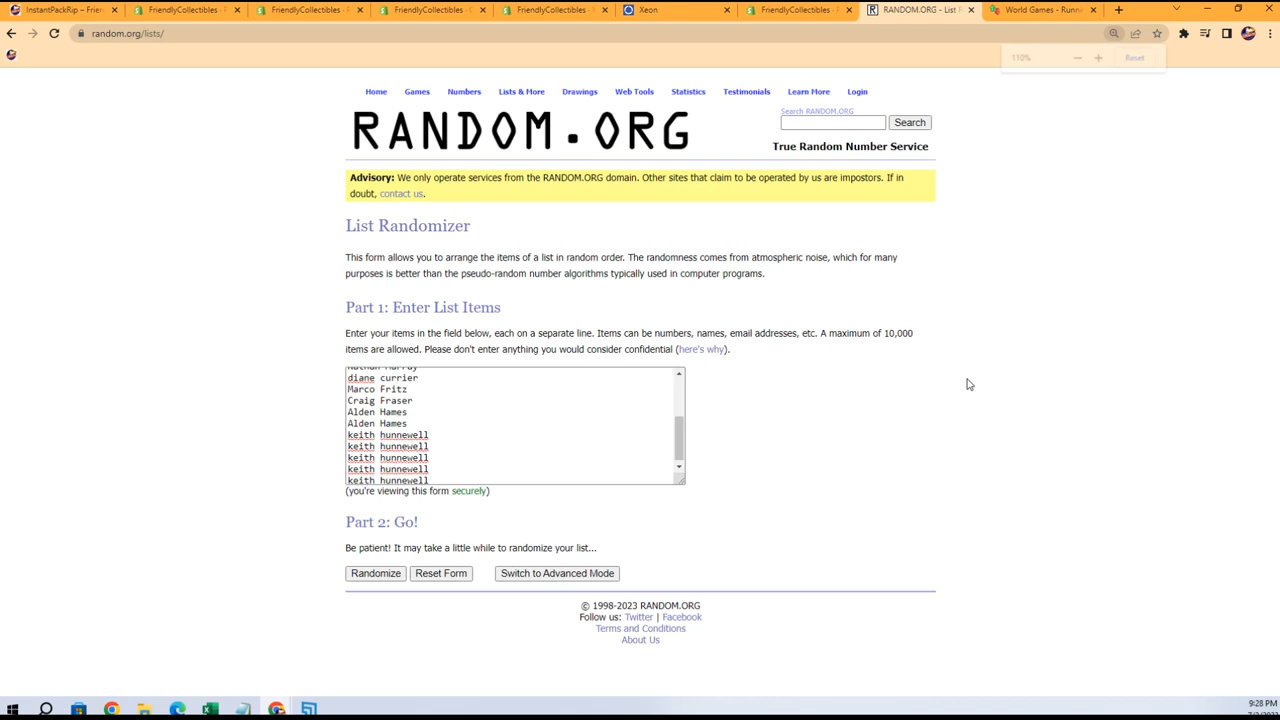 InstantPackRip – Frien
FriendlyCollectibles - F
FriendlyCollectibles - R
FriendlyCollectibles - C
FriendlyCollectibles - R
Xeon
FriendlyCollectibles - R
RANDOM.ORG - List R
World Games - Runn
random.org/lists/
110%
Reset
Home Games Numbers Lists & More Drawings Web Tools Statistics Testimonials Learn More Login
RANDOM.ORG
Search RANDOM.ORG
Search
True Random Number Service
Advisory: We only operate services from the RANDOM.ORG domain. Other sites that claim to be operated by us are impostors. If in
doubt, contact us.
List Randomizer
This form allows you to arrange the items of a list in random order. The randomness comes from atmospheric noise, which for many
purposes is better than the pseudo-random number algorithms typically used in computer programs.
Part 1: Enter List Items
Enter your items in the field below, each on a separate line. Items can be numbers, names, email addresses, etc. A maximum of 10,000
items are allowed. Please don't enter anything you would consider confidential (here's why).
Nathan Murray
diane currier
Marco Fritz
Craig Fraser
Alden Hames
Alden Hames
keith hunnewell
keith hunnewell
keith hunnewell
keith hunnewell
keith hunnewell
(you're viewing this form securely)
Part 2: Go!
Be patient! It may take a little while to randomize your list...
Randomize Reset Form Switch to Advanced Mode
© 1998-2023 RANDOM.ORG
Follow us: Twitter | Facebook
Terms and Conditions
About Us
9:28 PM